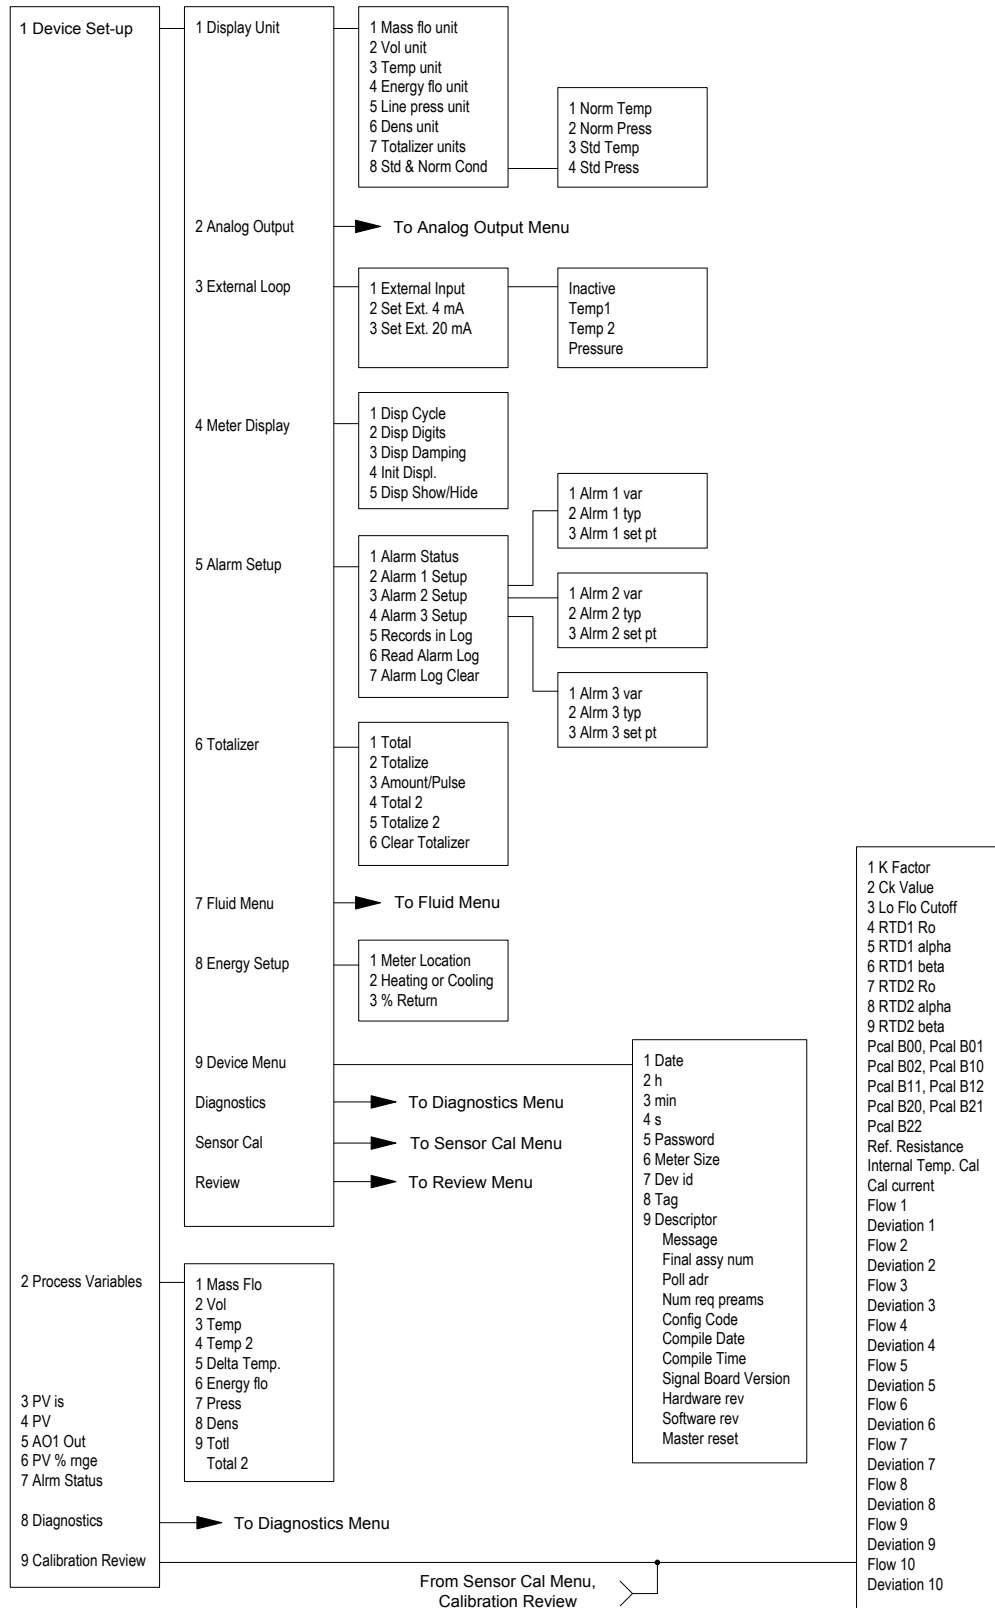 1 Device Set-up
1 Display Unit
1 Mass flo unit
2 Vol unit
3 Temp unit
4 Energy flo unit
5 Line press unit
6 Dens unit
7 Totalizer units
8 Std & Norm Cond
1 Norm Temp
2 Norm Press
3 Std Temp
4 Std Press
2 Analog Output
To Analog Output Menu
3 External Loop
1 External Input
2 Set Ext. 4 mA
3 Set Ext. 20 mA
Inactive
Temp1
Temp 2
Pressure
4 Meter Display
1 Disp Cycle
2 Disp Digits
3 Disp Damping
4 Init Displ.
5 Disp Show/Hide
5 Alarm Setup
1 Alarm Status
2 Alarm 1 Setup
3 Alarm 2 Setup
4 Alarm 3 Setup
5 Records in Log
6 Read Alarm Log
7 Alarm Log Clear
1 Alrm 1 var
2 Alrm 1 typ
3 Alrm 1 set pt
1 Alrm 2 var
2 Alrm 2 typ
3 Alrm 2 set pt
1 Alrm 3 var
2 Alrm 3 typ
3 Alrm 3 set pt
6 Totalizer
1 Total
2 Totalize
3 Amount/Pulse
4 Total 2
5 Totalize 2
6 Clear Totalizer
7 Fluid Menu
To Fluid Menu
8 Energy Setup
1 Meter Location
2 Heating or Cooling
3 % Return
9 Device Menu
1 Date
2 h
3 min
4 s
5 Password
6 Meter Size
7 Dev id
8 Tag
9 Descriptor
Message
Final assy num
Poll adr
Num req preams
Config Code
Compile Date
Compile Time
Signal Board Version
Hardware rev
Software rev
Master reset
Diagnostics
To Diagnostics Menu
Sensor Cal
To Sensor Cal Menu
Review
To Review Menu
2 Process Variables
1 Mass Flo
2 Vol
3 Temp
4 Temp 2
5 Delta Temp.
6 Energy flo
7 Press
8 Dens
9 Totl
Total 2
3 PV is
4 PV
5 AO1 Out
6 PV % rnge
7 Alrm Status
8 Diagnostics
To Diagnostics Menu
9 Calibration Review
From Sensor Cal Menu,
Calibration Review
1 K Factor
2 Ck Value
3 Lo Flo Cutoff
4 RTD1 Ro
5 RTD1 alpha
6 RTD1 beta
7 RTD2 Ro
8 RTD2 alpha
9 RTD2 beta
Pcal B00, Pcal B01
Pcal B02, Pcal B10
Pcal B11, Pcal B12
Pcal B20, Pcal B21
Pcal B22
Ref. Resistance
Internal Temp. Cal
Cal current
Flow 1
Deviation 1
Flow 2
Deviation 2
Flow 3
Deviation 3
Flow 4
Deviation 4
Flow 5
Deviation 5
Flow 6
Deviation 6
Flow 7
Deviation 7
Flow 8
Deviation 8
Flow 9
Deviation 9
Flow 10
Deviation 10